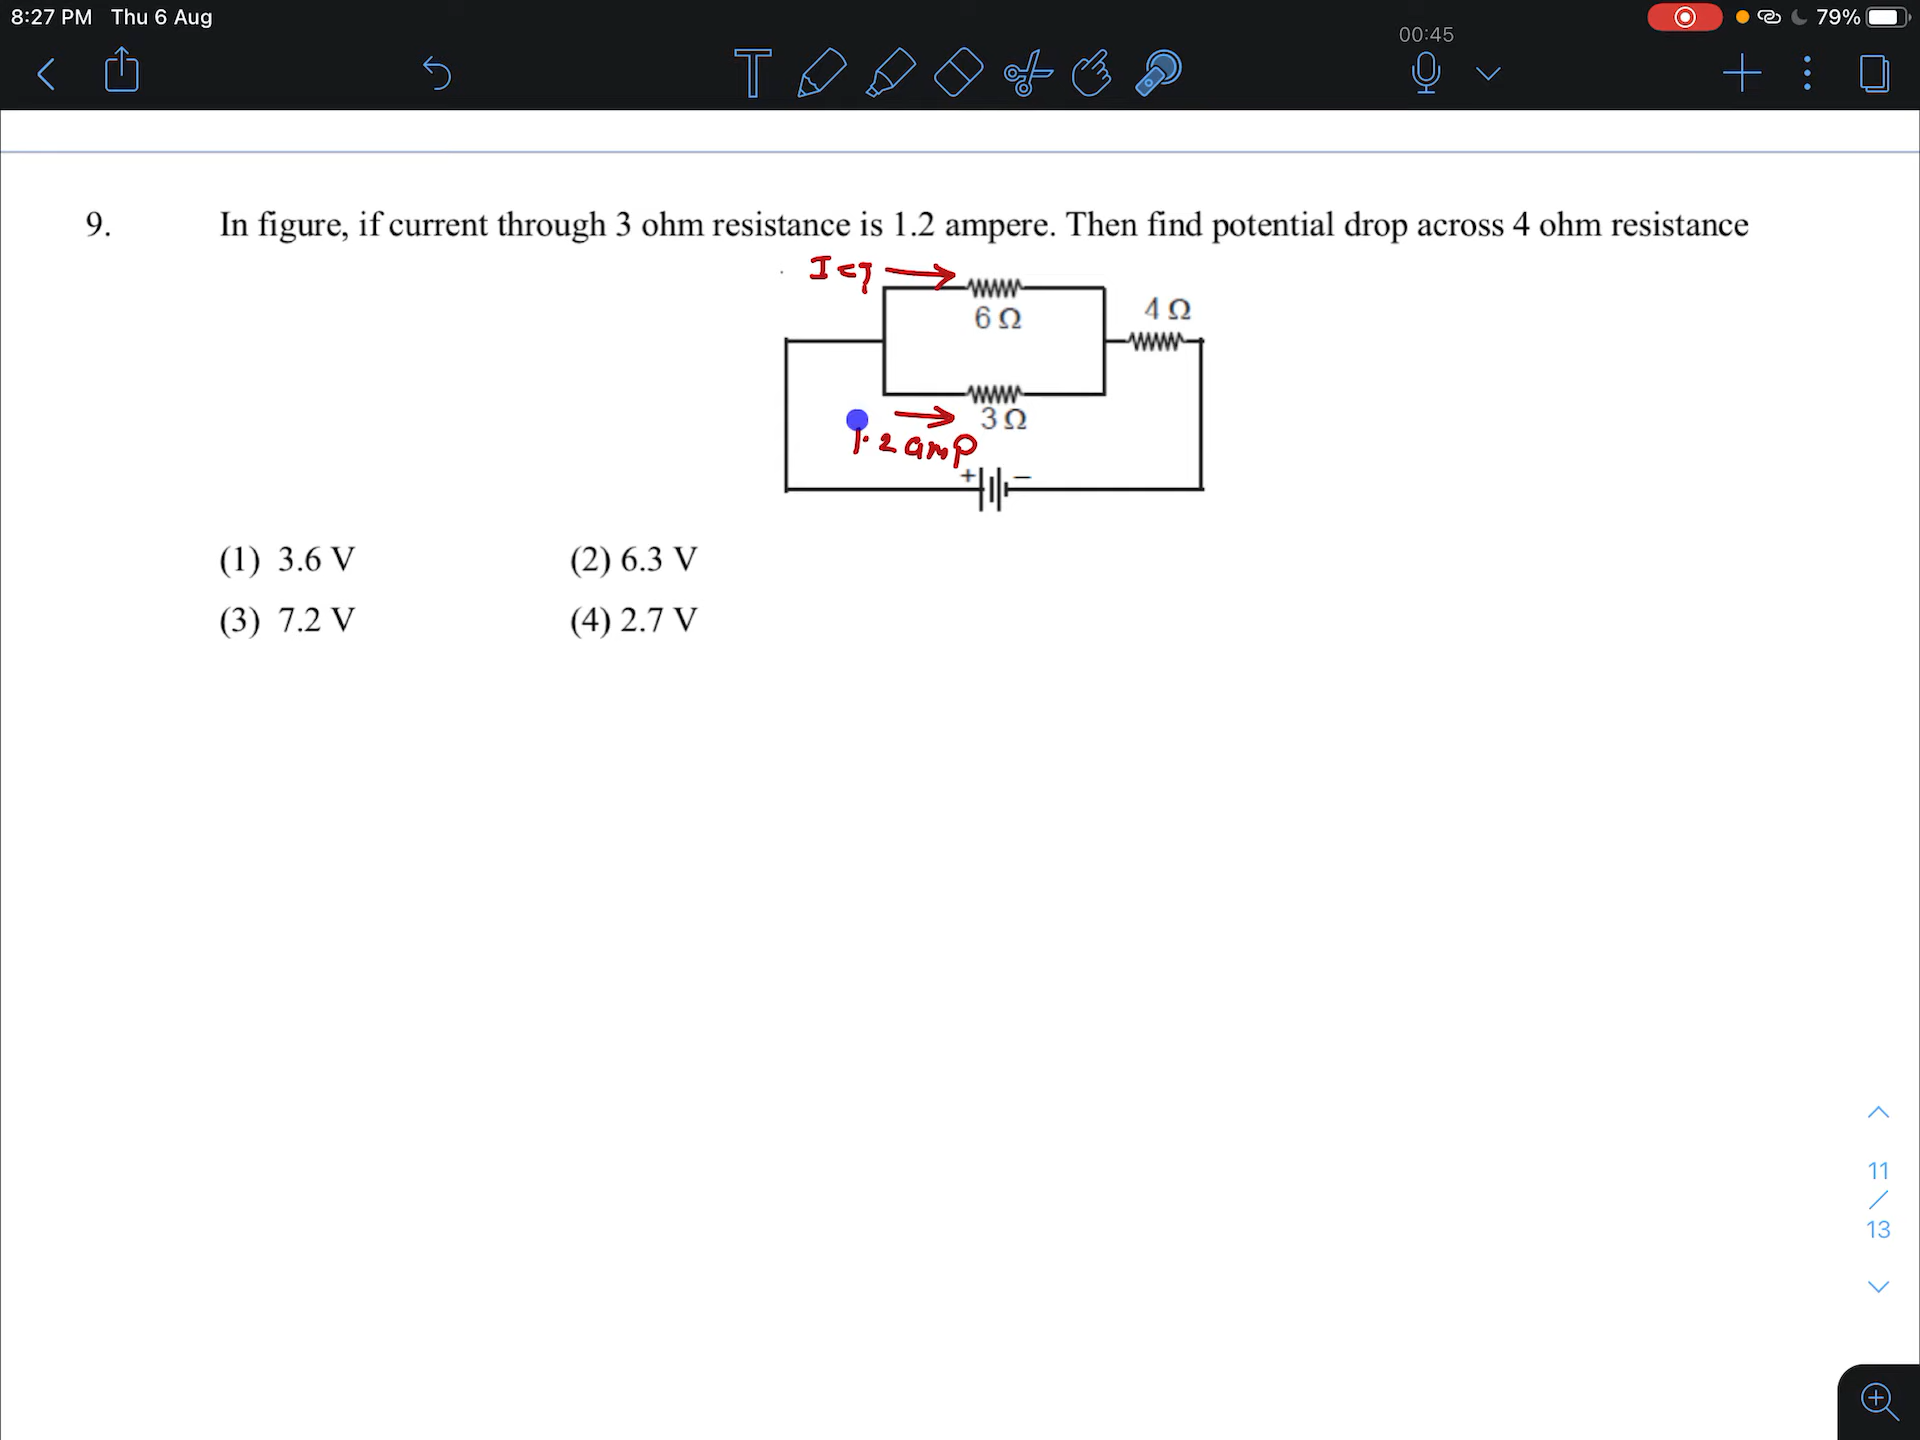 8:27 PM Thu 6 Aug
79%
00:45
9. In figure, if current through 3 ohm resistance is 1.2 ampere. Then find potential drop across 4 ohm resistance
6 Ω
4 Ω
3 Ω
1.2 amp
+ −
(1) 3.6 V (2) 6.3 V
(3) 7.2 V (4) 2.7 V
11
/
13